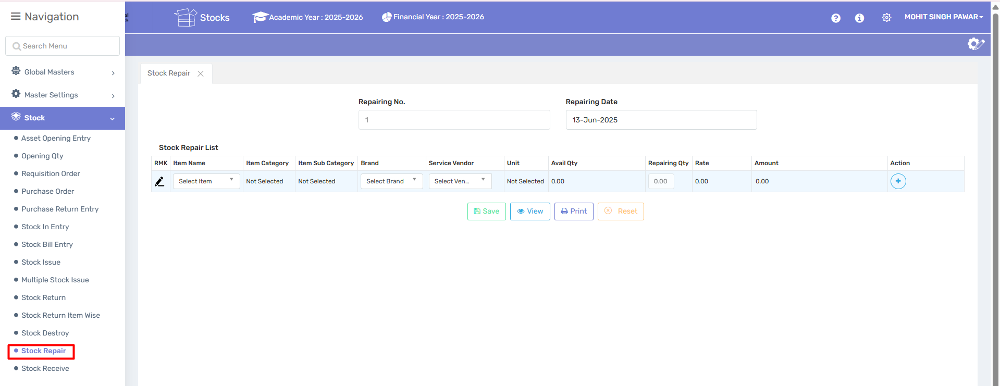 Navigation
Stocks
Academic Year : 2025-2026
Financial Year : 2025-2026
MOHIT SINGH PAWAR
Search Menu
Global Masters
Master Settings
Stock
Asset Opening Entry
Opening Qty
Requisition Order
Purchase Order
Purchase Return Entry
Stock In Entry
Stock Bill Entry
Stock Issue
Multiple Stock Issue
Stock Return
Stock Return Item Wise
Stock Destroy
Stock Repair
Stock Receive
Stock Repair
Repairing No.
Repairing Date
1
13-Jun-2025
Stock Repair List
RMK Item Name Item Category Item Sub Category Brand Service Vendor Unit Avail Qty Repairing Qty Rate Amount Action
Select Item Not Selected Not Selected Select Brand Select Ven... Not Selected 0.00 0.00 0.00 0.00
Save View Print Reset